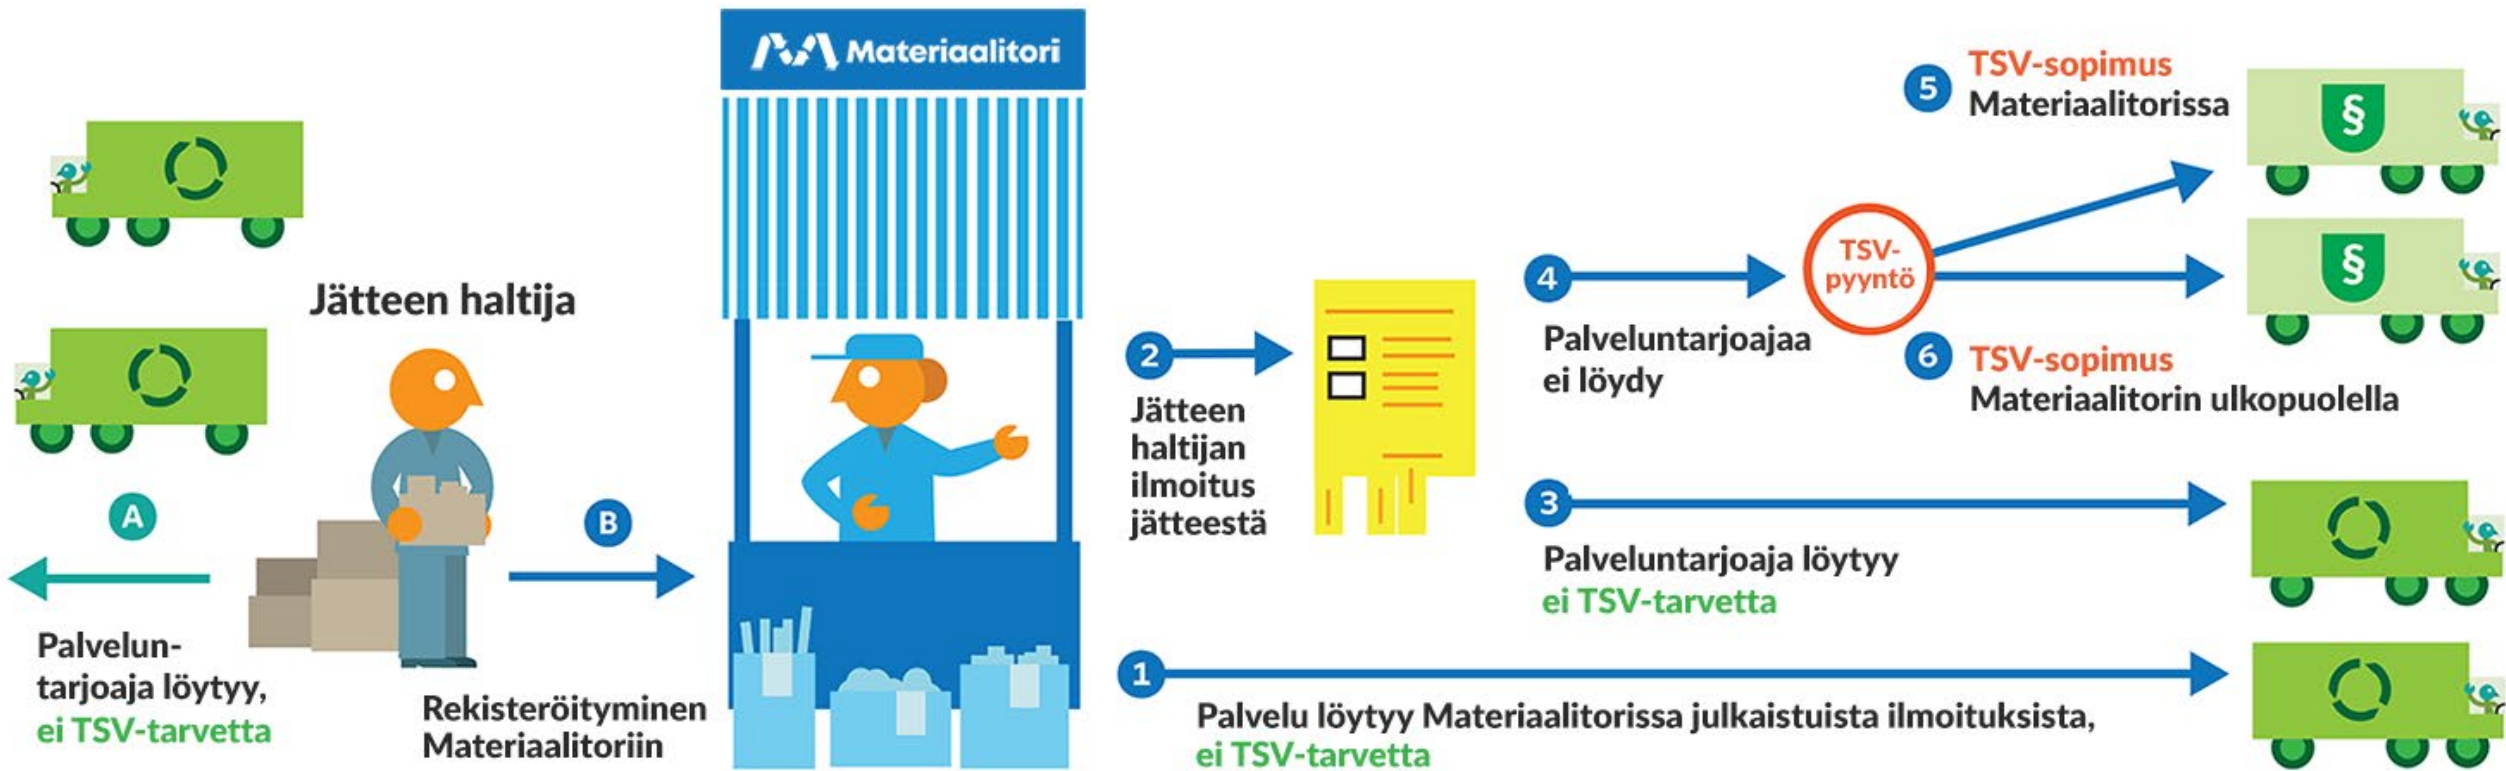 Jätteen haltija
A
Palvelun-
tarjoaja löytyy,
ei TSV-tarvetta
B
Rekisteröityminen
Materiaalitoriin
Materiaalitori
2
Jätteen
haltijan
ilmoitus
jätteestä
4
Palveluntarjoajaa
ei löydy
TSV-
pyyntö
5
TSV-sopimus
Materiaalitorissa
§
§
6
TSV-sopimus
Materiaalitorin ulkopuolella
3
Palveluntarjoaja löytyy
ei TSV-tarvetta
1
Palvelu löytyy Materiaalitorissa julkaistuista ilmoituksista,
ei TSV-tarvetta